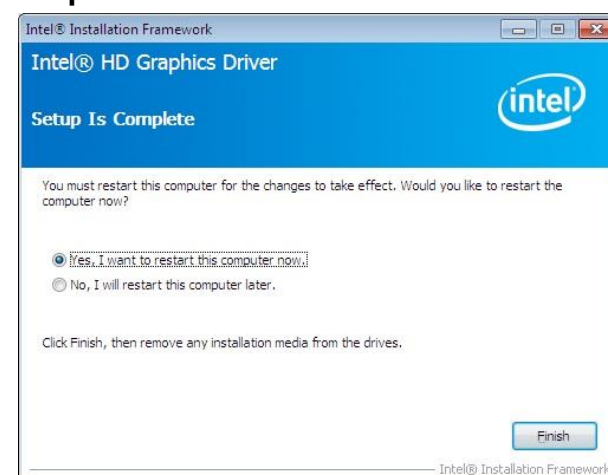 Intel® Installation Framework
Intel® HD Graphics Driver
intel
Setup Is Complete
You must restart this computer for the changes to take effect. Would you like to restart the
computer now?
Yes, I want to restart this computer now.
No, I will restart this computer later.
Click Finish, then remove any installation media from the drives.
Finish
Intel® Installation Framework